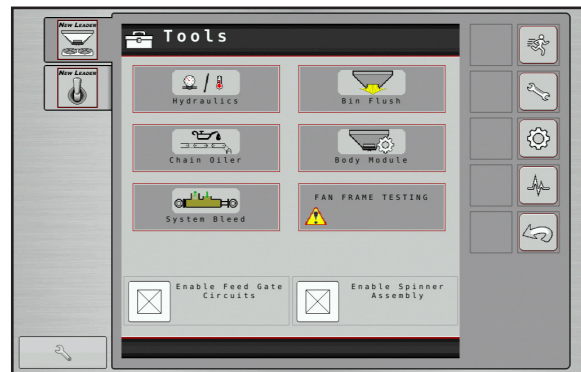 NEW LEADER
NEW LEADER
Tools
Hydraulics
Bin Flush
Chain Oiler
Body Module
System Bleed
FAN FRAME TESTING
Enable Feed Gate
Circuits
Enable Spinner
Assembly